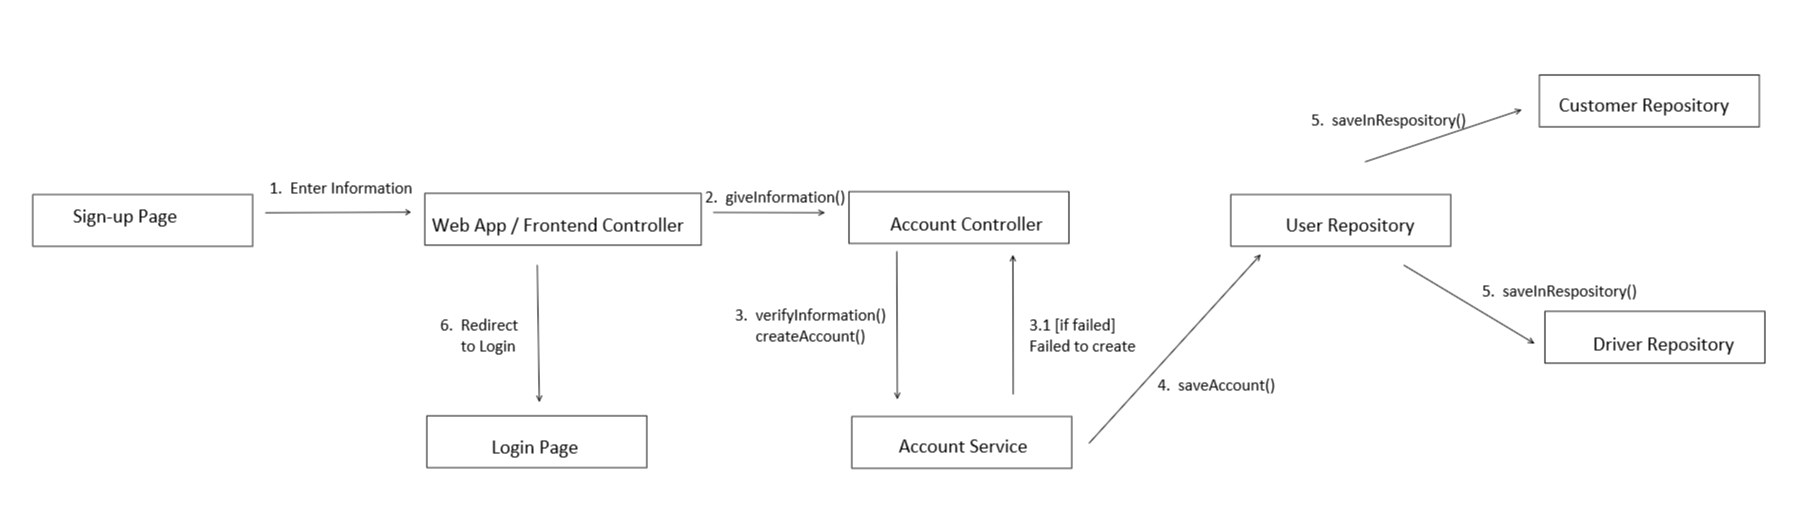 Customer Repository
5. saveInRespository()
1. Enter Information
2. giveInformation()
Sign-up Page
Web App / Frontend Controller
Account Controller
User Repository
5. saveInRespository()
6. Redirect
to Login
3. verifyInformation()
createAccount()
3.1 [if failed]
Failed to create
Driver Repository
4. saveAccount()
Login Page
Account Service